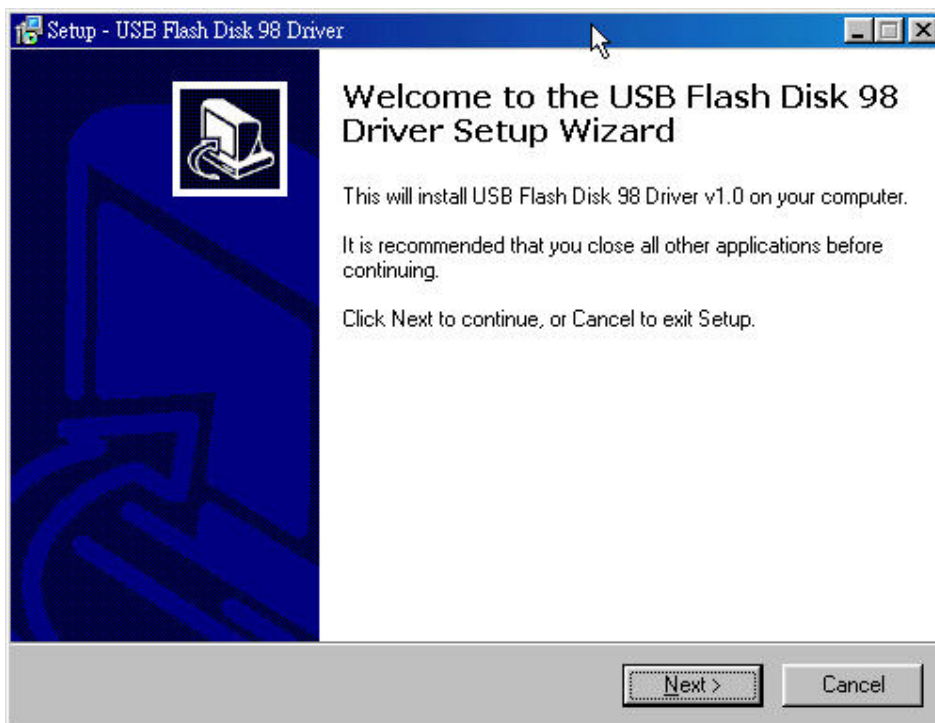 Setup - USB Flash Disk 98 Driver
Welcome to the USB Flash Disk 98
Driver Setup Wizard
This will install USB Flash Disk 98 Driver v1.0 on your computer.
It is recommended that you close all other applications before
continuing.
Click Next to continue, or Cancel to exit Setup.
Next >
Cancel